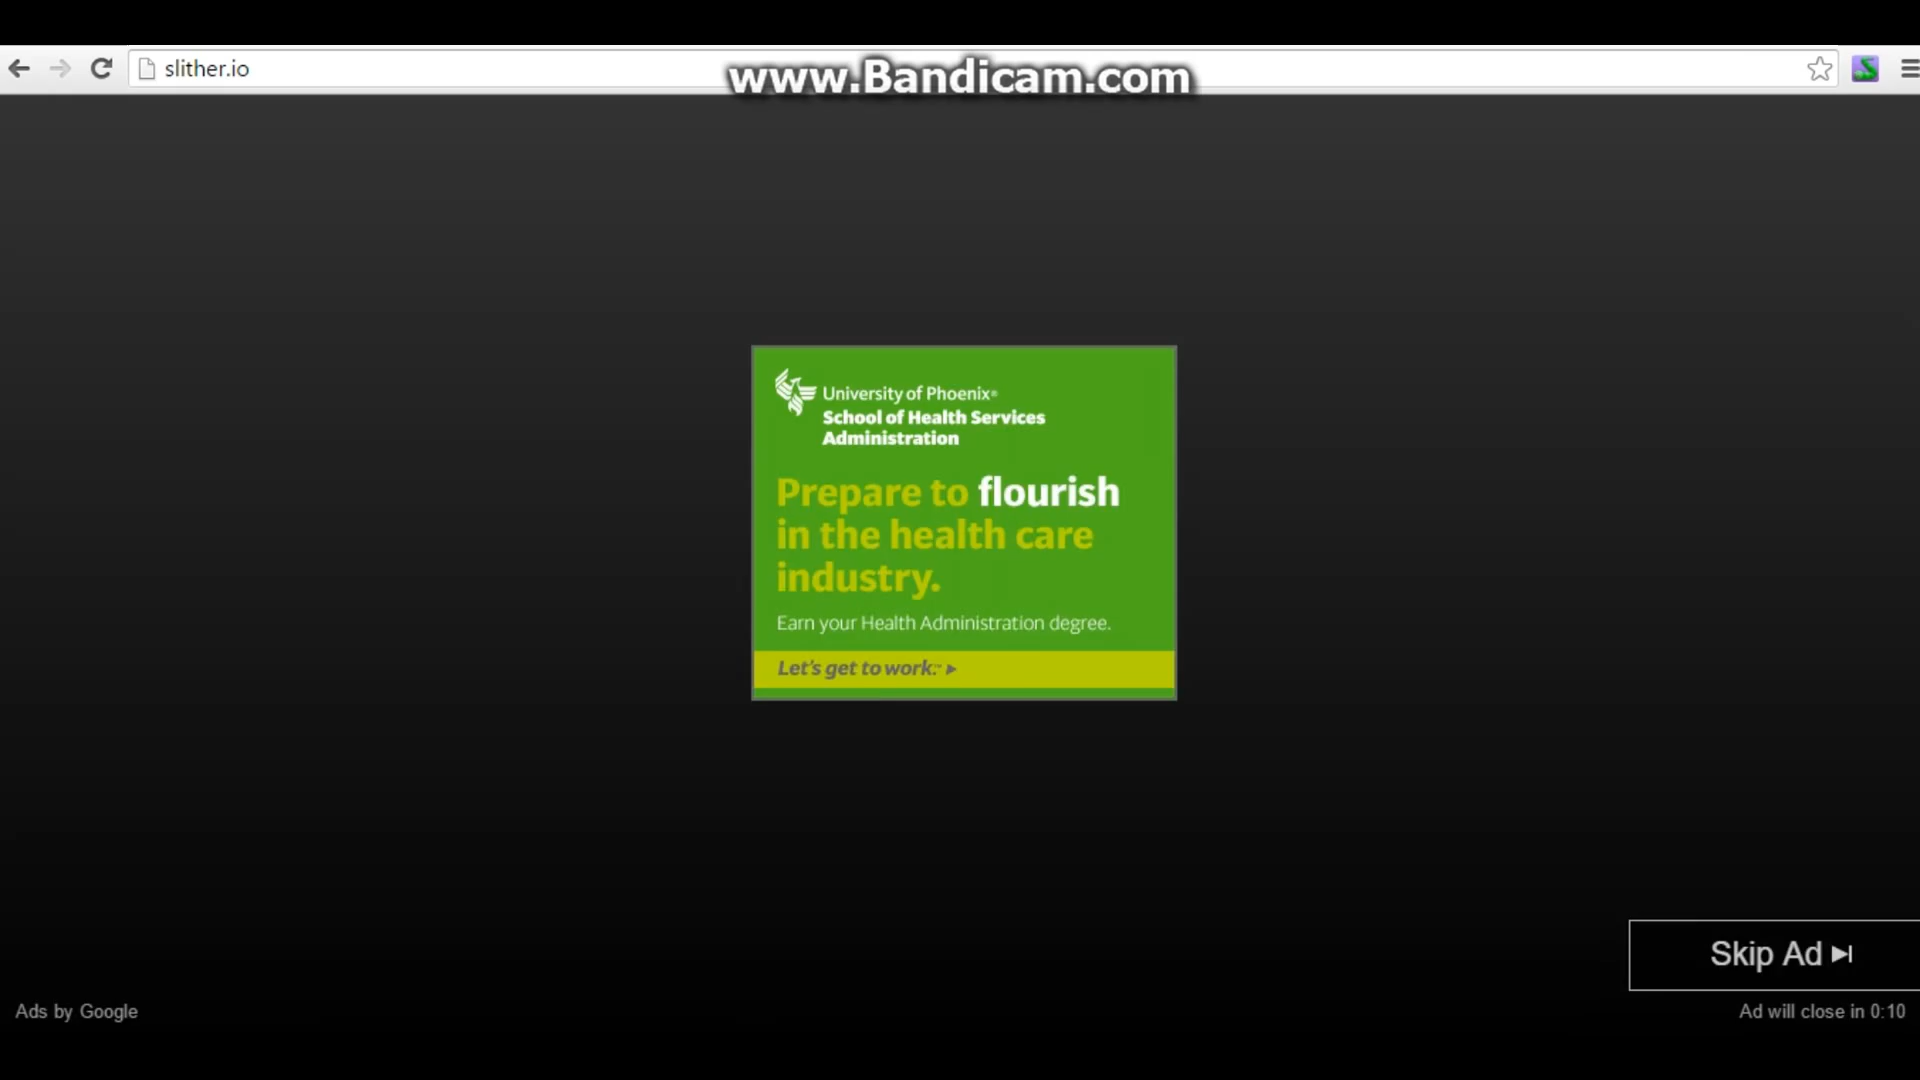 slither.io
www.Bandicam.com
University of Phoenix®
School of Health Services
Administration
Prepare to flourish
in the health care
industry.
Earn your Health Administration degree.
Let's get to work.™
Skip Ad
Ads by Google
Ad will close in 0:10